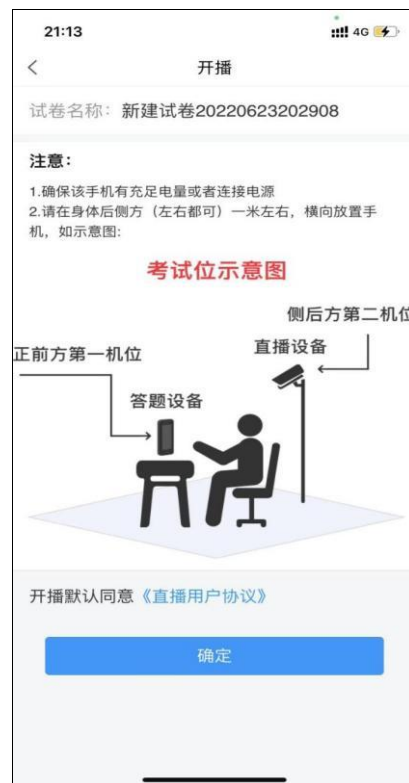 21:13
4G
开播
试卷名称: 新建试卷20220623202908
注意:
1.确保该手机有充足电量或者连接电源
2.请在身体后侧方（左右都可）一米左右，横向放置手
机，如示意图:
考试位示意图
侧后方第二机位
正前方第一机位
直播设备
答题设备
开播默认同意《直播用户协议》
确定